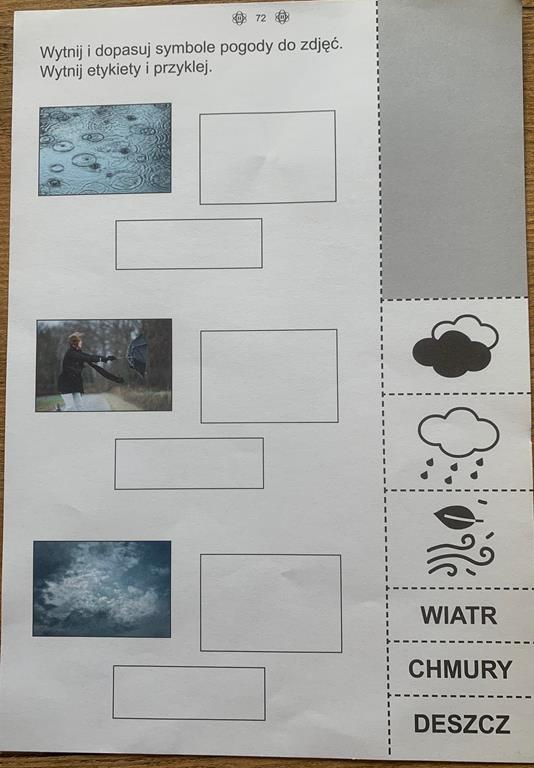 72
Wytnij i dopasuj symbole pogody do zdjęć.
Wytnij etykiety i przyklej.
WIATR
CHMURY
DESZCZ